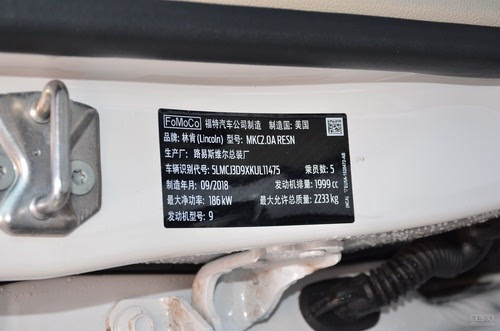 FoMoCo 福特汽车公司制造 制造国: 美国
品牌: 林肯(Lincoln) 型号: MKC2.0A RESN
生产厂: 路易斯维尔总装厂
车辆识别代号: 5LMCJ3D9XKUL11475 乘员数: 5
制造年月 09/2018 发动机排量: 1999 cc
最大净功率: 186 kW 最大允许总质量: 2233 kg
发动机型号: 9